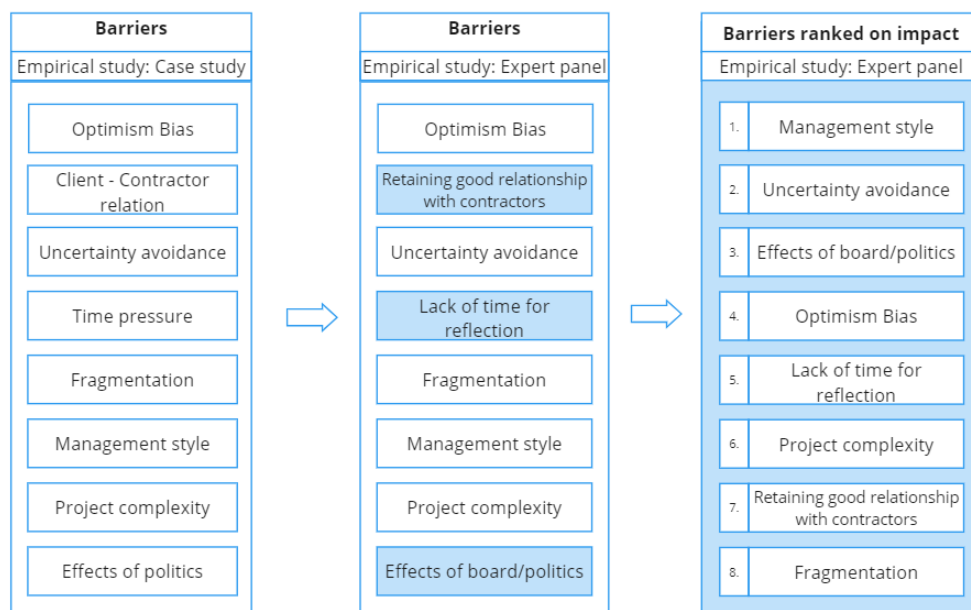 Barriers
Empirical study: Case study
Optimism Bias
Client - Contractor
relation
Uncertainty avoidance
Time pressure
Fragmentation
Management style
Project complexity
Effects of politics
Barriers
Empirical study: Expert panel
Optimism Bias
Retaining good relationship
with contractors
Uncertainty avoidance
Lack of time for
reflection
Fragmentation
Management style
Project complexity
Effects of board/politics
Barriers ranked on impact
Empirical study: Expert panel
1. Management style
2. Uncertainty avoidance
3. Effects of board/politics
4. Optimism Bias
5. Lack of time for
reflection
6. Project complexity
7. Retaining good relationship
with contractors
8. Fragmentation